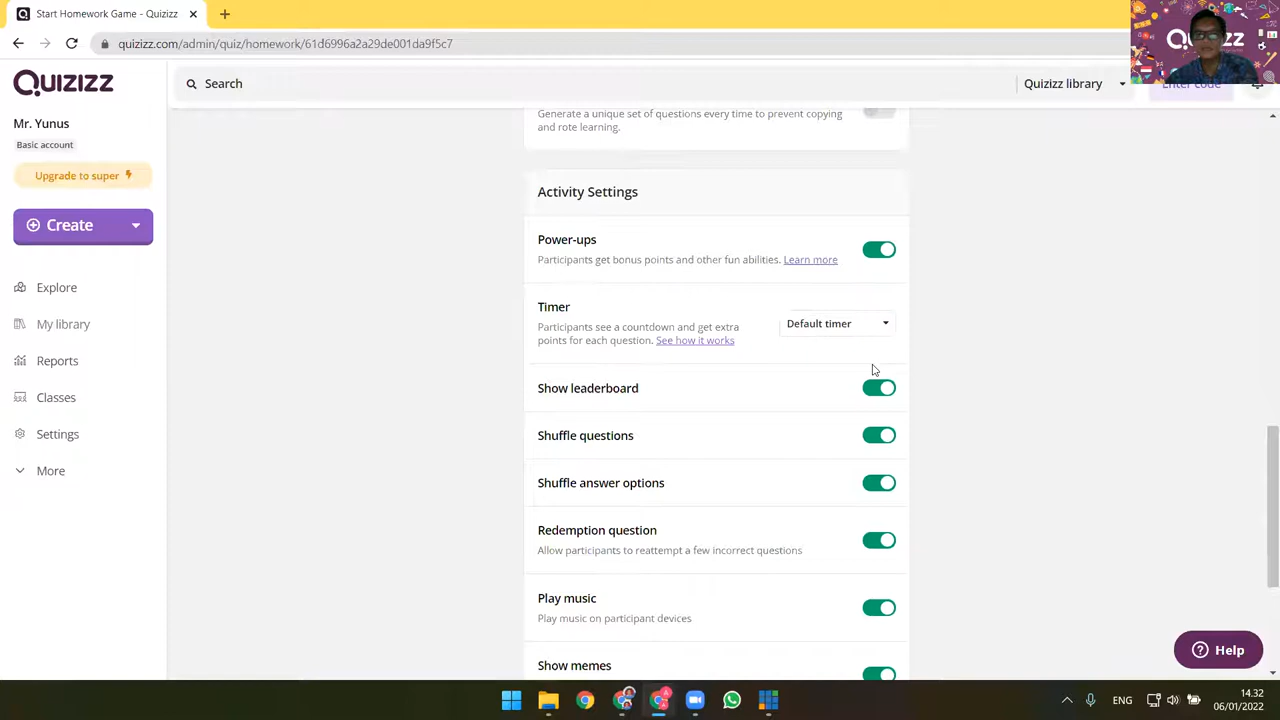 Start Homework Game - Quizizz
quizizz.com/admin/quiz/homework/61d6996a2a29de001da9f5c7
QUIZIZZ
Search
Quizizz library
Enter code
Mr. Yunus
Basic account
Upgrade to super
Create
Explore
My library
Reports
Classes
Settings
More
Generate a unique set of questions every time to prevent copying
and rote learning.
Activity Settings
Power-ups
Participants get bonus points and other fun abilities. Learn more
Timer
Participants see a countdown and get extra
points for each question. See how it works
Default timer
Show leaderboard
Shuffle questions
Shuffle answer options
Redemption question
Allow participants to reattempt a few incorrect questions
Play music
Play music on participant devices
Show memes
Help
ENG
14.32
06/01/2022